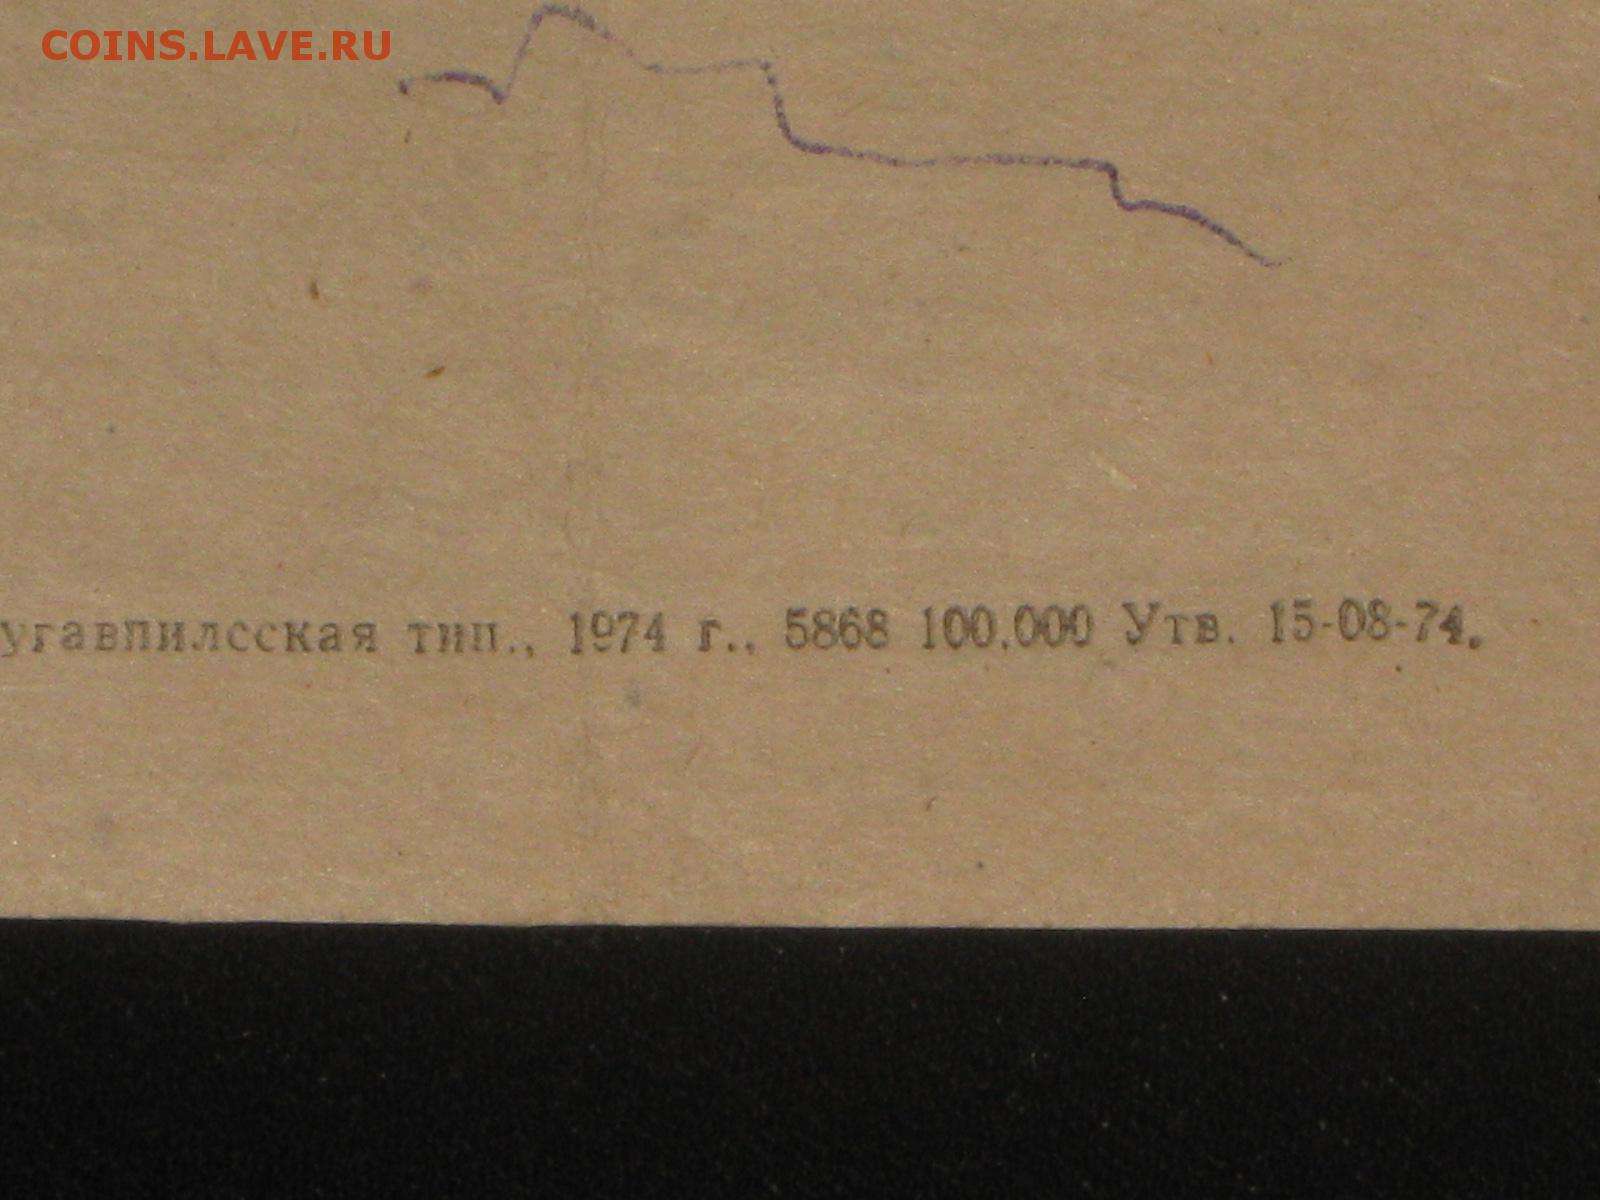 COINS.LAVE.RU
угавпилсская тип., 1974 г., 5868 100.000 Утв. 15-08-74.